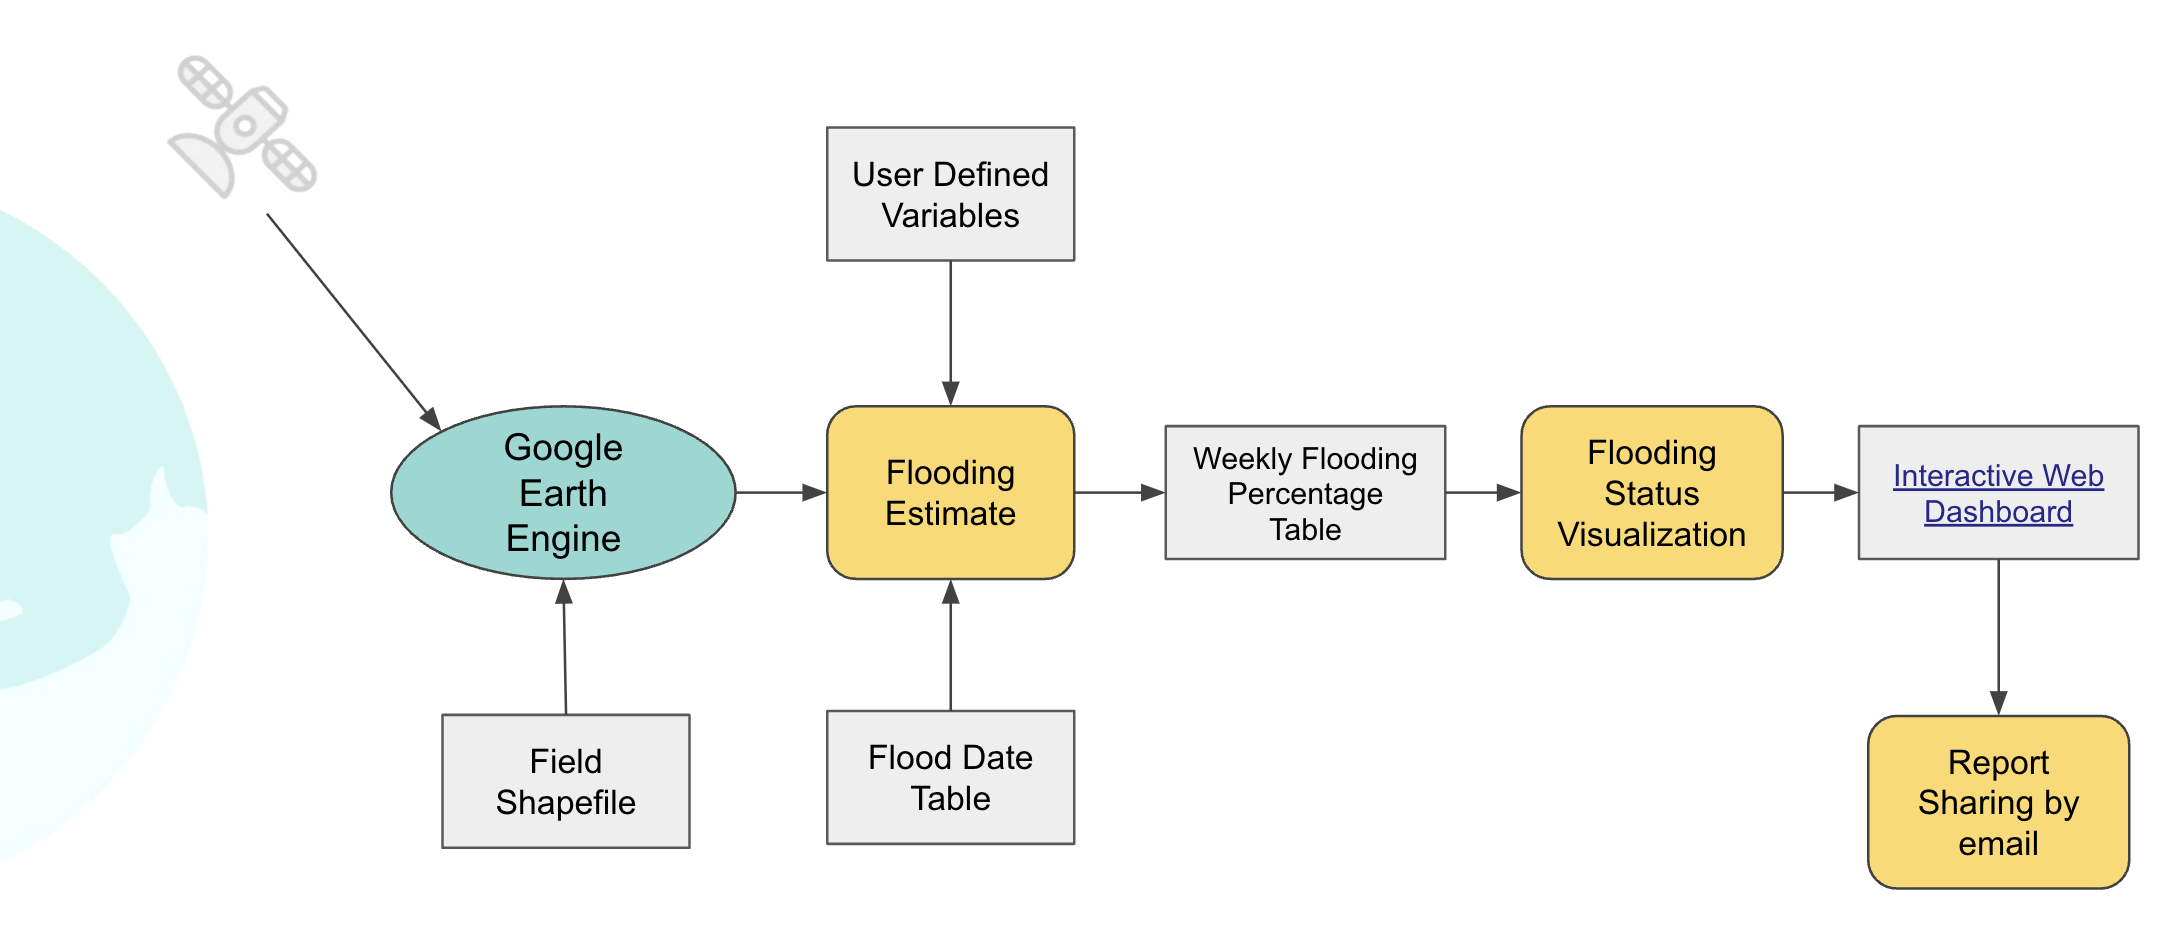 User Defined
Variables
Google
Earth
Engine
Flooding
Estimate
Weekly Flooding
Percentage
Table
Flooding
Status
Visualization
Interactive Web
Dashboard
Field
Shapefile
Flood Date
Table
Report
Sharing by
email